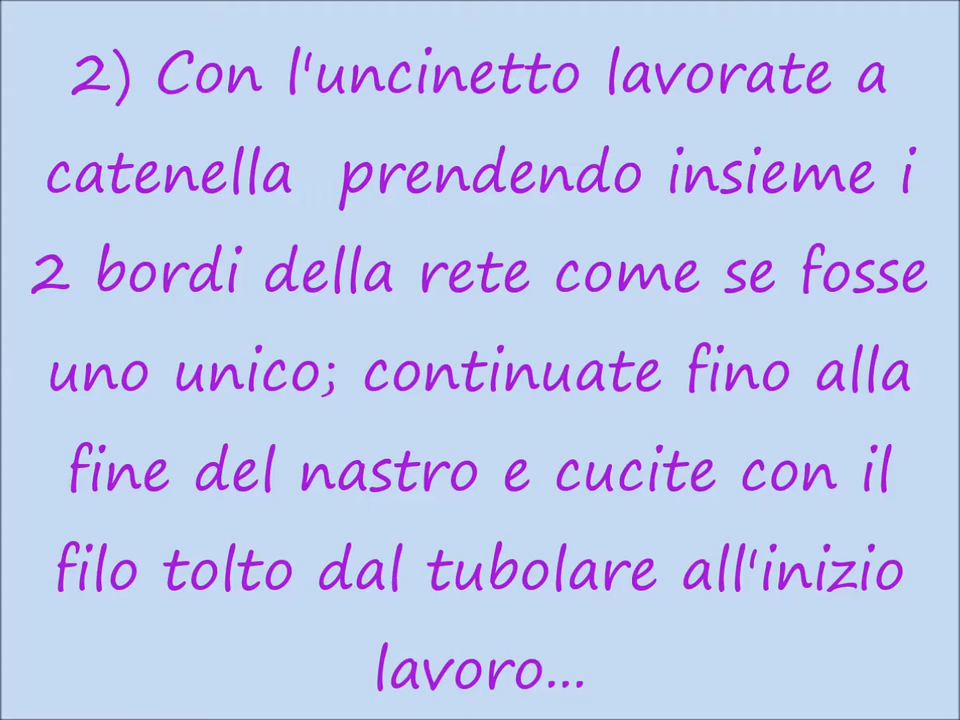 2) Con l'uncinetto lavorate a
catenella prendendo insieme i
2 bordi della rete come se fosse
uno unico; continuate fino alla
fine del nastro e cucite con il
filo tolto dal tubolare all'inizio
lavoro...